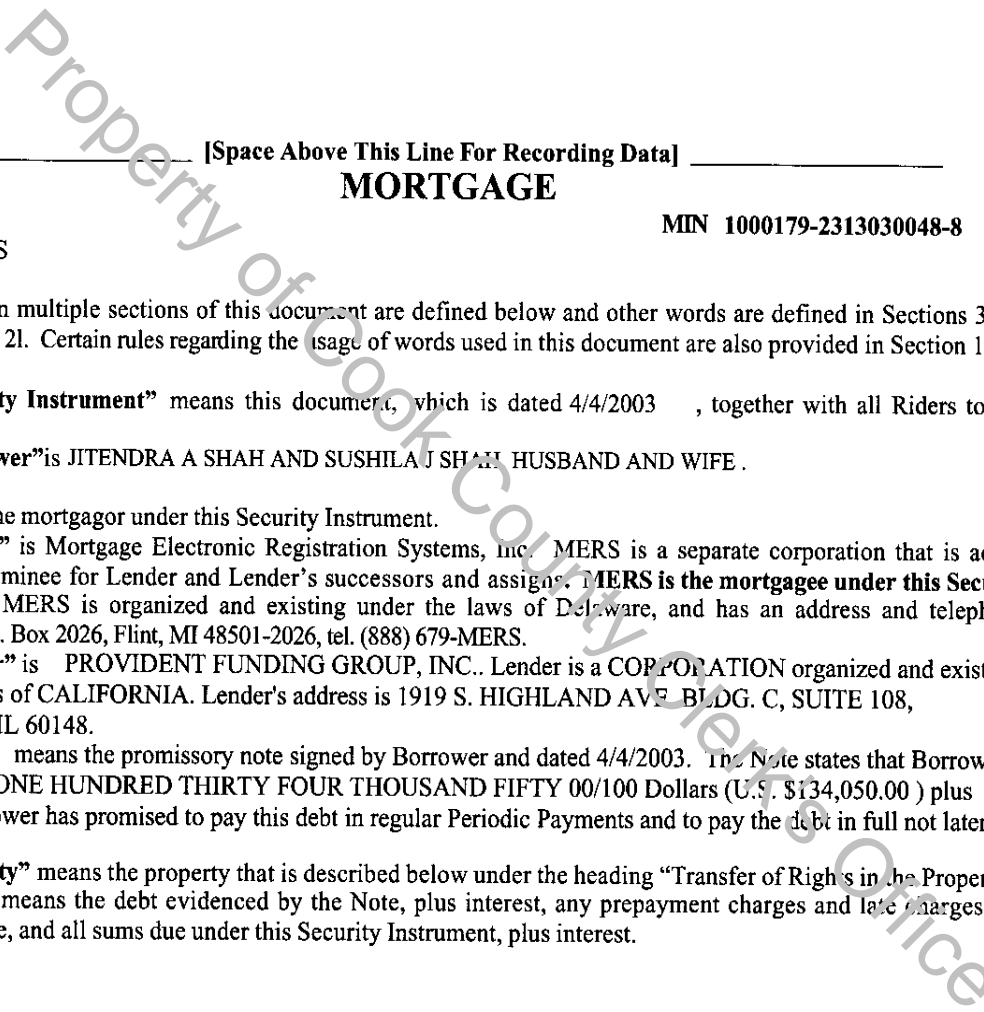 [Space Above This Line For Recording Data]
MORTGAGE
MIN 1000179-2313030048-8
S
n multiple sections of this document are defined below and other words are defined in Sections 3
2l. Certain rules regarding the usage of words used in this document are also provided in Section 1
ty Instrument” means this document, which is dated 4/4/2003 , together with all Riders to
wer”is JITENDRA A SHAH AND SUSHILA J SHAH, HUSBAND AND WIFE .
ne mortgagor under this Security Instrument.
” is Mortgage Electronic Registration Systems, Inc. MERS is a separate corporation that is a
minee for Lender and Lender’s successors and assigns. MERS is the mortgagee under this Sec
MERS is organized and existing under the laws of Delaware, and has an address and telep
. Box 2026, Flint, MI 48501-2026, tel. (888) 679-MERS.
” is PROVIDENT FUNDING GROUP, INC.. Lender is a CORPORATION organized and exist
s of CALIFORNIA. Lender's address is 1919 S. HIGHLAND AVE. BLDG. C, SUITE 108,
IL 60148.
means the promissory note signed by Borrower and dated 4/4/2003. The Note states that Borrow
ONE HUNDRED THIRTY FOUR THOUSAND FIFTY 00/100 Dollars (U.S. $134,050.00 ) plus
wer has promised to pay this debt in regular Periodic Payments and to pay the debt in full not later
ty” means the property that is described below under the heading “Transfer of Rights in the Proper
means the debt evidenced by the Note, plus interest, any prepayment charges and late charges
e, and all sums due under this Security Instrument, plus interest.
Property of Cook County Clerk's Office